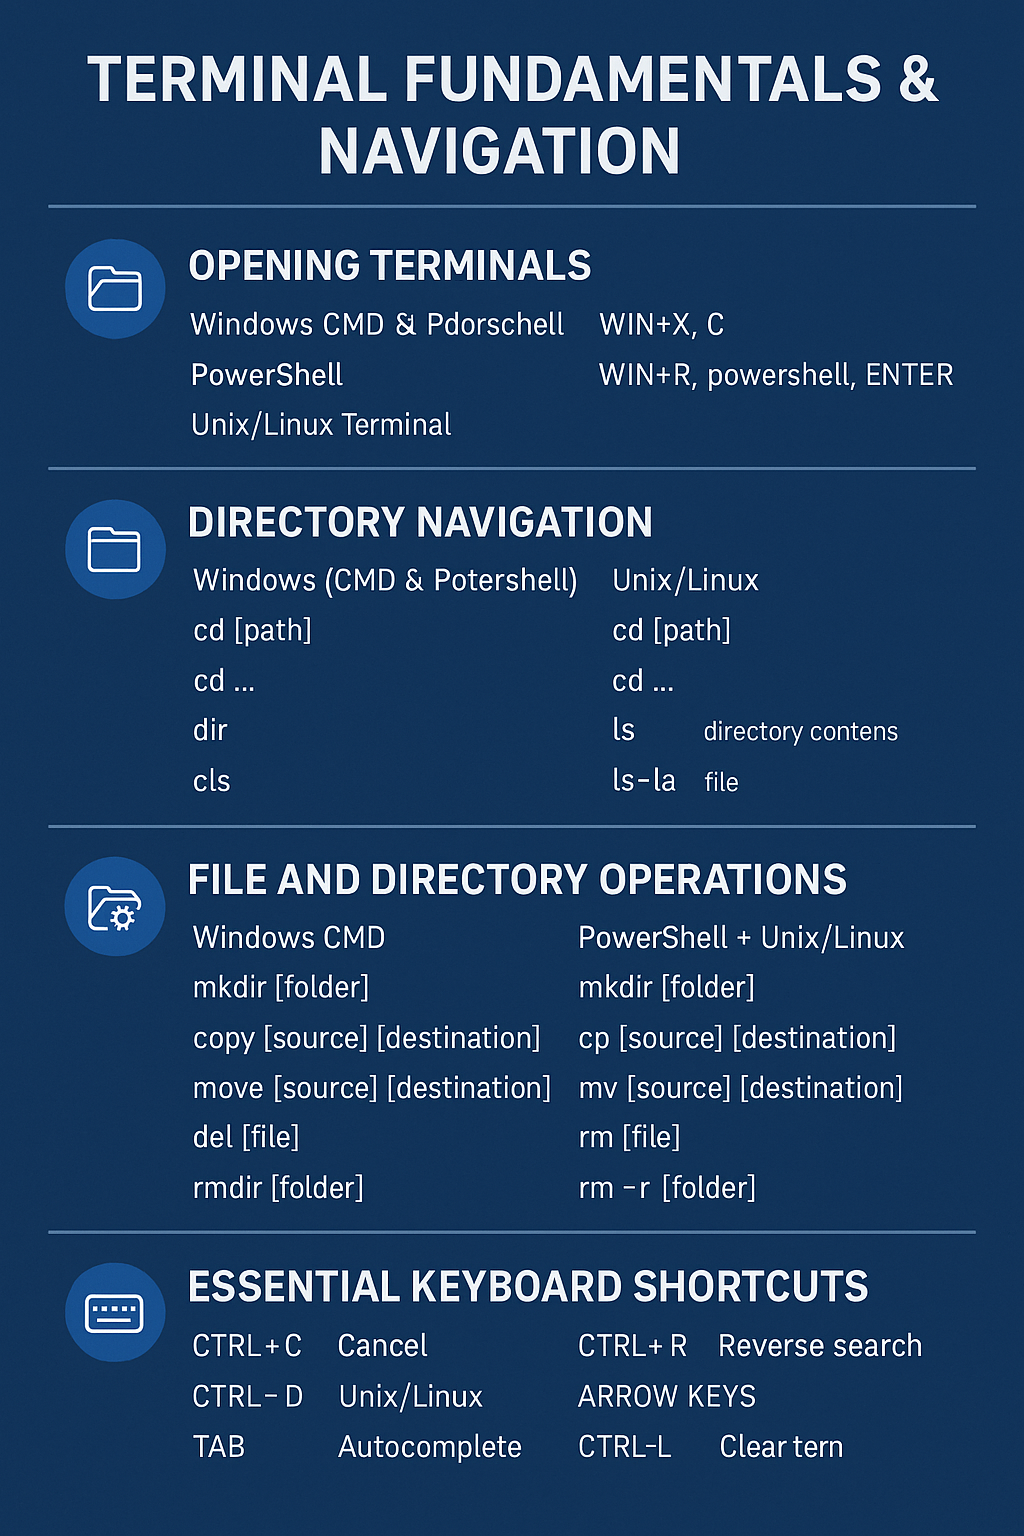 TERMINAL FUNDAMENTALS &
NAVIGATION
OPENING TERMINALS
Windows CMD & Pdorschell WIN+X, C
PowerShell WIN+R, powershell, ENTER
Unix/Linux Terminal
DIRECTORY NAVIGATION
Windows (CMD & Potershell) Unix/Linux
cd [path] cd [path]
cd ... cd ...
dir ls directory contens
cls ls-la file
FILE AND DIRECTORY OPERATIONS
Windows CMD PowerShell + Unix/Linux
mkdir [folder] mkdir [folder]
copy [source] [destination] cp [source] [destination]
move [source] [destination] mv [source] [destination]
del [file] rm [file]
rmdir [folder] rm -r [folder]
ESSENTIAL KEYBOARD SHORTCUTS
CTRL+C Cancel CTRL+R Reverse search
CTRL-D Unix/Linux ARROW KEYS
TAB Autocomplete CTRL-L Clear tern